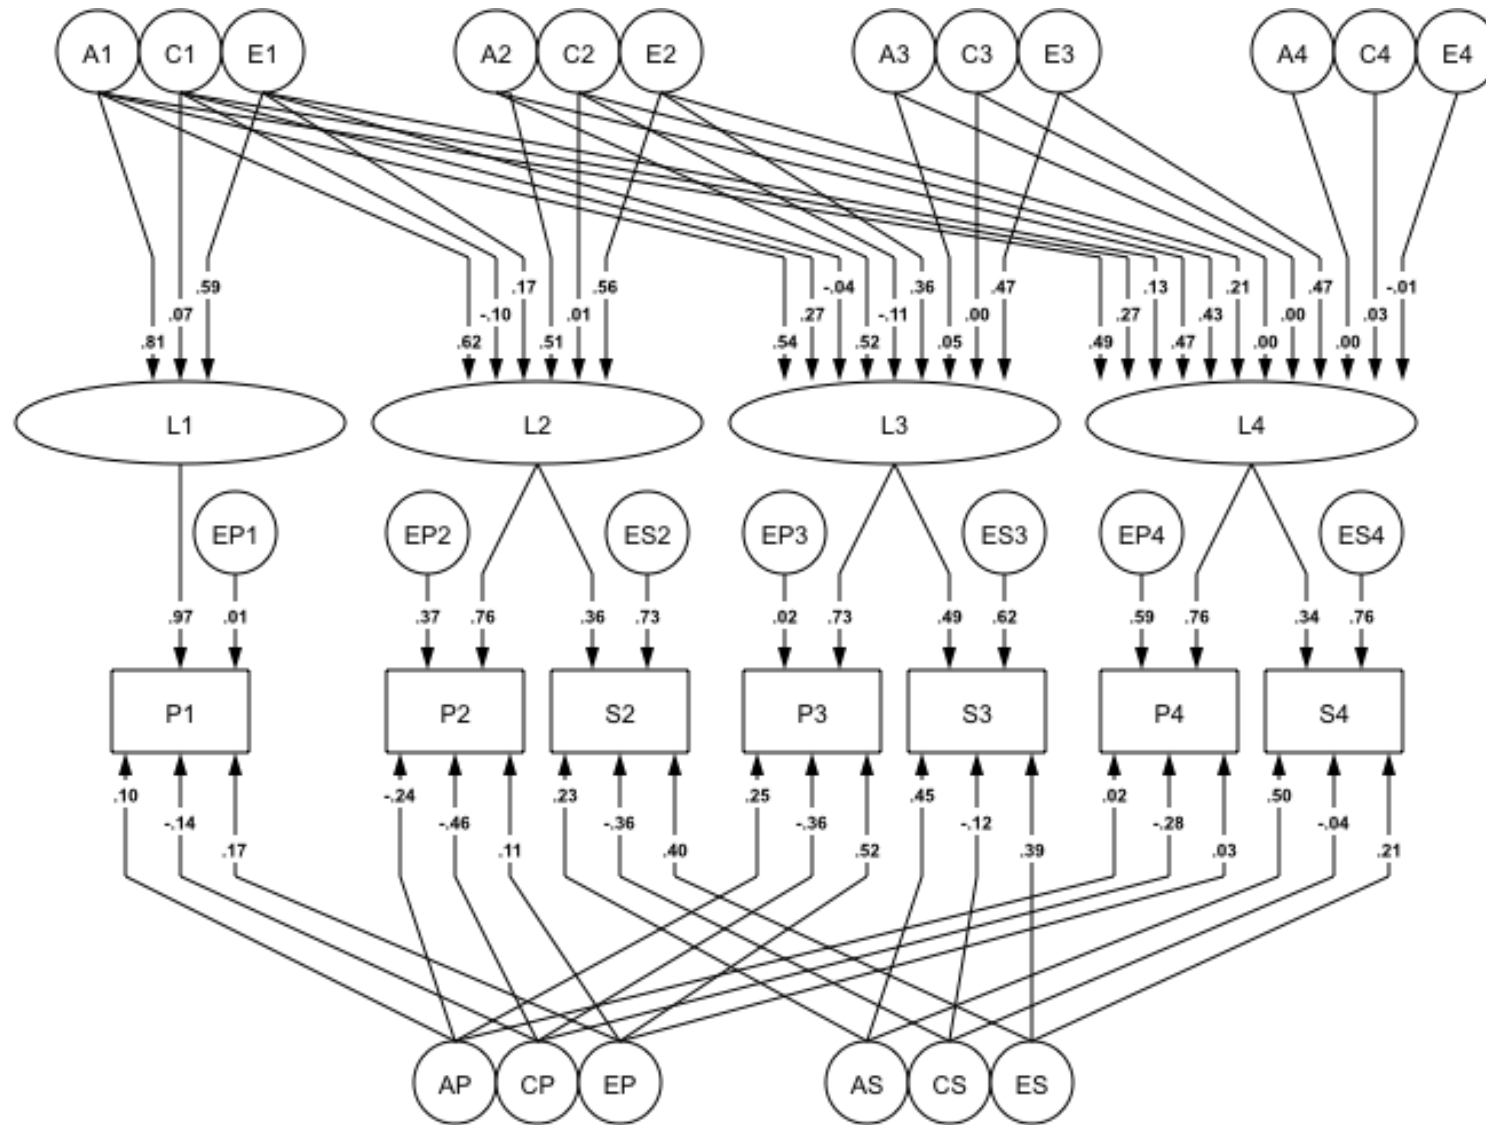 A1 C1 E1 A2 C2 E2 A3 C3 E3 A4 C4 E4
.59 .17 .56 -.04 .36 .47 .13 .21 .47 -.01
.07 -.10 .01 .27 -.11 .00 .27 .43 .00 .03
.81 .62 .51 .54 .52 .05 .49 .47 .00 .00
L1 L2 L3 L4
EP1 EP2 ES2 EP3 ES3 EP4 ES4
.97 .01 .37 .76 .36 .73 .02 .73 .49 .62 .59 .76 .34 .76
P1 P2 S2 P3 S3 P4 S4
.10 -.24 .23 .25 .45 .02 .50
-.14 -.46 -.36 -.36 -.12 -.28 -.04
.17 .11 .40 .52 .39 .03 .21
AP CP EP AS CS ES